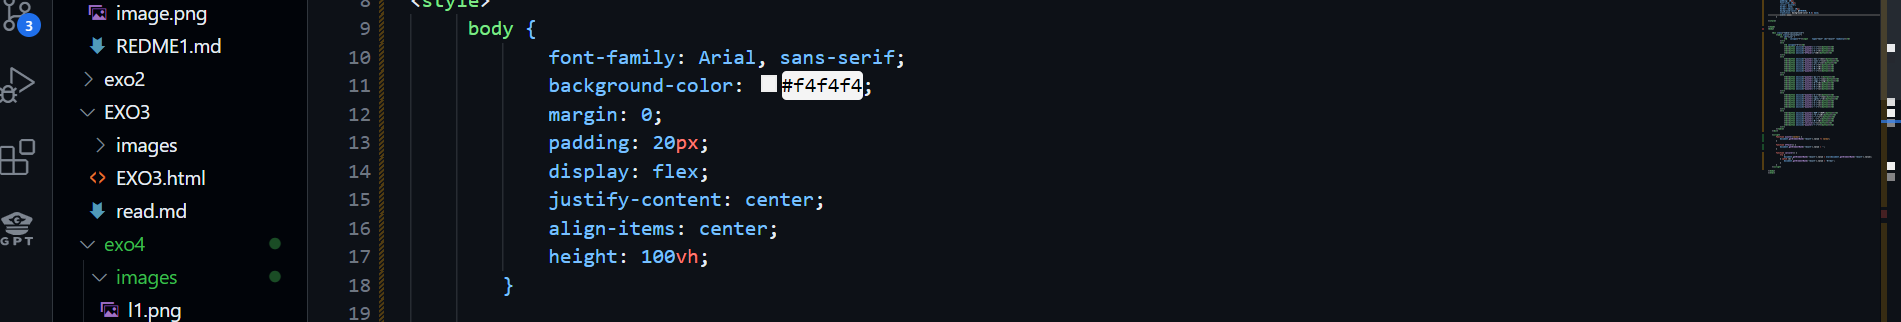 3
GPT
image.png
REDME1.md
exo2
EXO3
images
EXO3.html
read.md
exo4
images
l1.png
8 <style>
9 body {
10 font-family: Arial, sans-serif;
11 background-color: #f4f4f4;
12 margin: 0;
13 padding: 20px;
14 display: flex;
15 justify-content: center;
16 align-items: center;
17 height: 100vh;
18 }
19